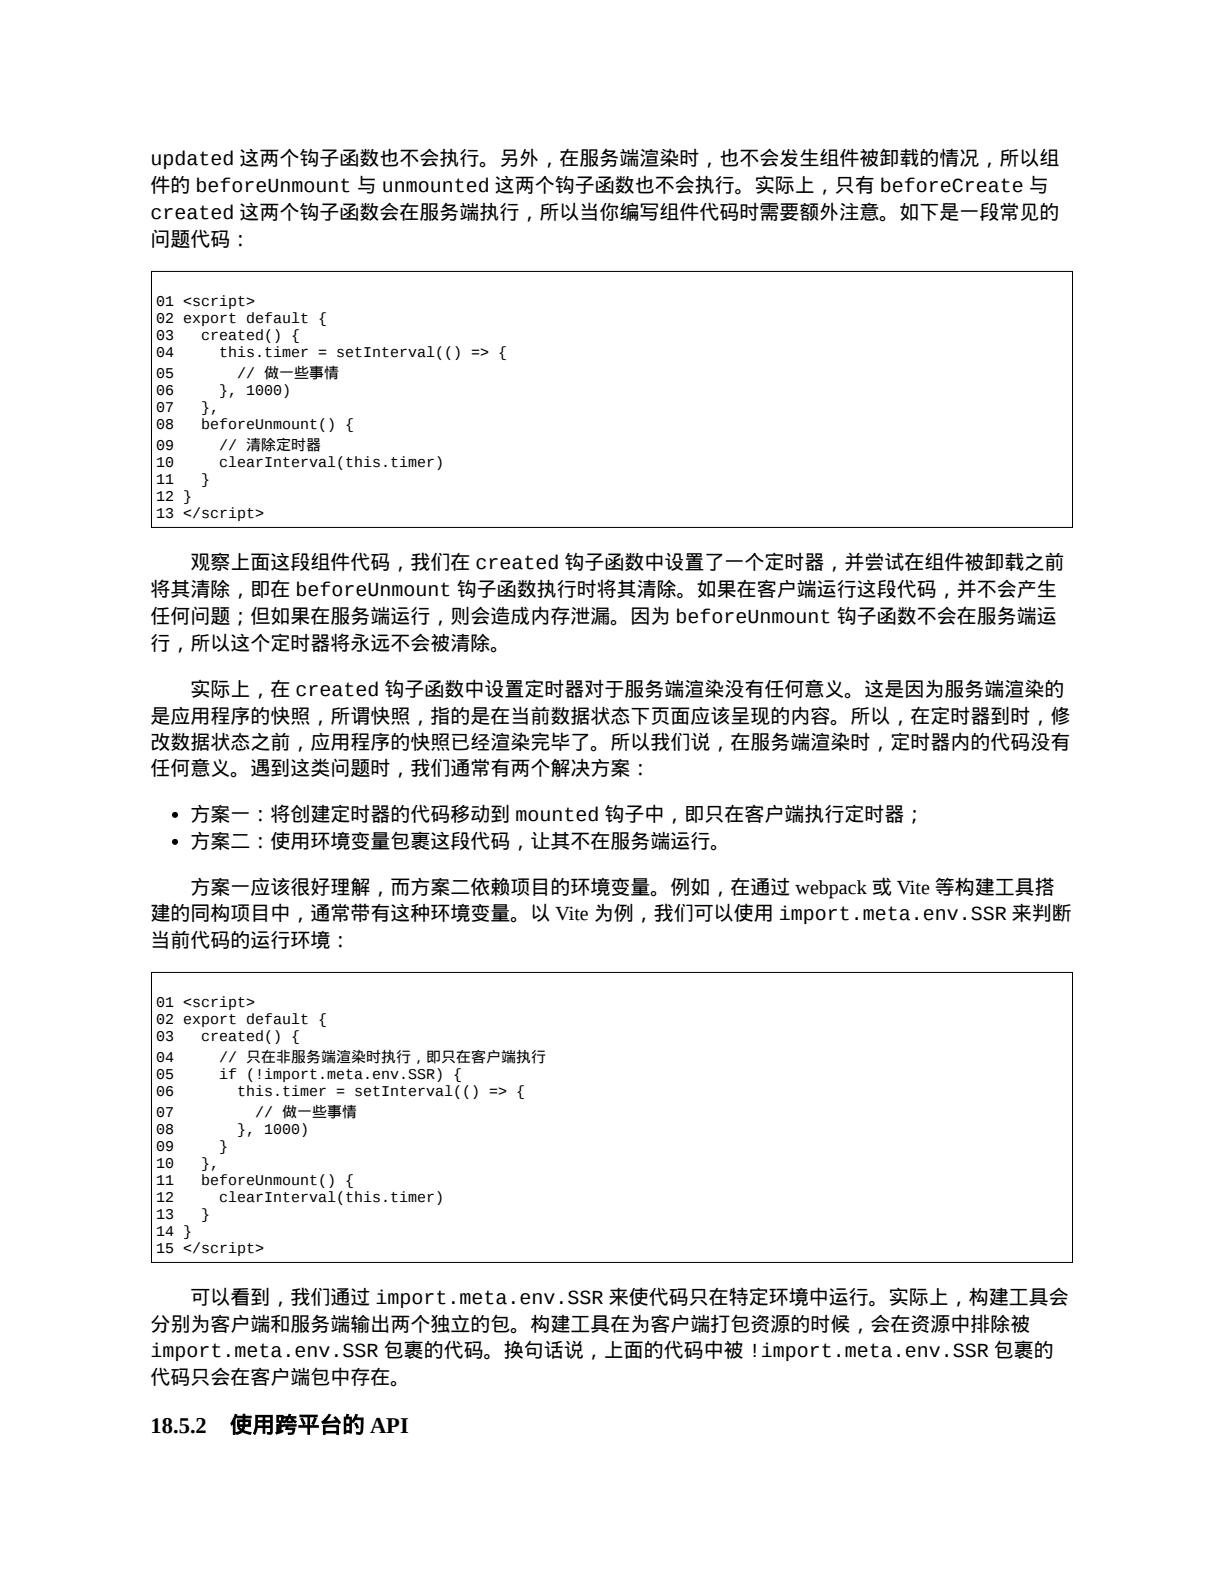 updated 这两个钩子函数也不会执行。另外，在服务端渲染时，也不会发生组件被卸载的情况，所以组
件的 beforeUnmount 与 unmounted 这两个钩子函数也不会执行。实际上，只有 beforeCreate 与
created 这两个钩子函数会在服务端执行，所以当你编写组件代码时需要额外注意。如下是一段常见的
问题代码：
01 <script>
02 export default {
03   created() {
04     this.timer = setInterval(() => {
05       // 做一些事情
06     }, 1000)
07   },
08   beforeUnmount() {
09     // 清除定时器
10     clearInterval(this.timer)
11   }
12 }
13 </script>
观察上面这段组件代码，我们在 created 钩子函数中设置了一个定时器，并尝试在组件被卸载之前
将其清除，即在 beforeUnmount 钩子函数执行时将其清除。如果在客户端运行这段代码，并不会产生
任何问题；但如果在服务端运行，则会造成内存泄漏。因为 beforeUnmount 钩子函数不会在服务端运
行，所以这个定时器将永远不会被清除。
实际上，在 created 钩子函数中设置定时器对于服务端渲染没有任何意义。这是因为服务端渲染的
是应用程序的快照，所谓快照，指的是在当前数据状态下页面应该呈现的内容。所以，在定时器到时，修
改数据状态之前，应用程序的快照已经渲染完毕了。所以我们说，在服务端渲染时，定时器内的代码没有
任何意义。遇到这类问题时，我们通常有两个解决方案：
• 方案一：将创建定时器的代码移动到 mounted 钩子中，即只在客户端执行定时器；
• 方案二：使用环境变量包裹这段代码，让其不在服务端运行。
方案一应该很好理解，而方案二依赖项目的环境变量。例如，在通过 webpack 或 Vite 等构建工具搭
建的同构项目中，通常带有这种环境变量。以 Vite 为例，我们可以使用 import.meta.env.SSR 来判断
当前代码的运行环境：
01 <script>
02 export default {
03   created() {
04     // 只在非服务端渲染时执行，即只在客户端执行
05     if (!import.meta.env.SSR) {
06       this.timer = setInterval(() => {
07         // 做一些事情
08       }, 1000)
09     }
10   },
11   beforeUnmount() {
12     clearInterval(this.timer)
13   }
14 }
15 </script>
可以看到，我们通过 import.meta.env.SSR 来使代码只在特定环境中运行。实际上，构建工具会
分别为客户端和服务端输出两个独立的包。构建工具在为客户端打包资源的时候，会在资源中排除被
import.meta.env.SSR 包裹的代码。换句话说，上面的代码中被 !import.meta.env.SSR 包裹的
代码只会在客户端包中存在。
18.5.2 使用跨平台的 API